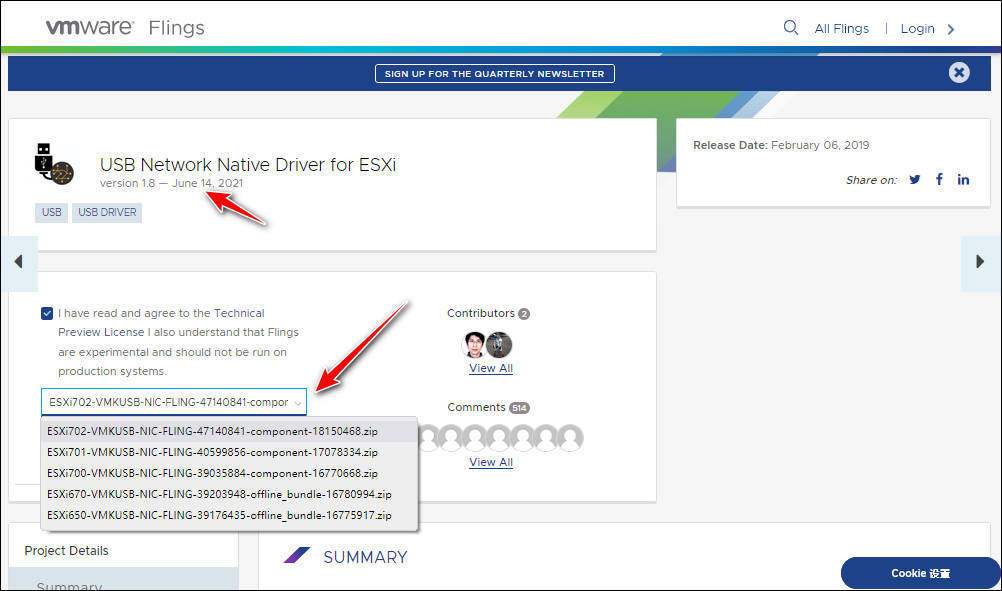 vmware® Flings
All Flings | Login
SIGN UP FOR THE QUARTERLY NEWSLETTER
USB Network Native Driver for ESXi
version 1.8 — June 14, 2021
USB
USB DRIVER
Release Date: February 06, 2019
Share on:
I have read and agree to the Technical
Preview License I also understand that Flings
are experimental and should not be run on
production systems.
ESXi702-VMKUSB-NIC-FLING-47140841-compor
ESXi702-VMKUSB-NIC-FLING-47140841-component-18150468.zip
ESXi701-VMKUSB-NIC-FLING-40599856-component-17078334.zip
ESXi700-VMKUSB-NIC-FLING-39035884-component-16770668.zip
ESXi670-VMKUSB-NIC-FLING-39203948-offline_bundle-16780994.zip
ESXi650-VMKUSB-NIC-FLING-39176435-offline_bundle-16775917.zip
Contributors 2
View All
Comments 514
View All
Project Details
Summary
SUMMARY
Cookie 设置